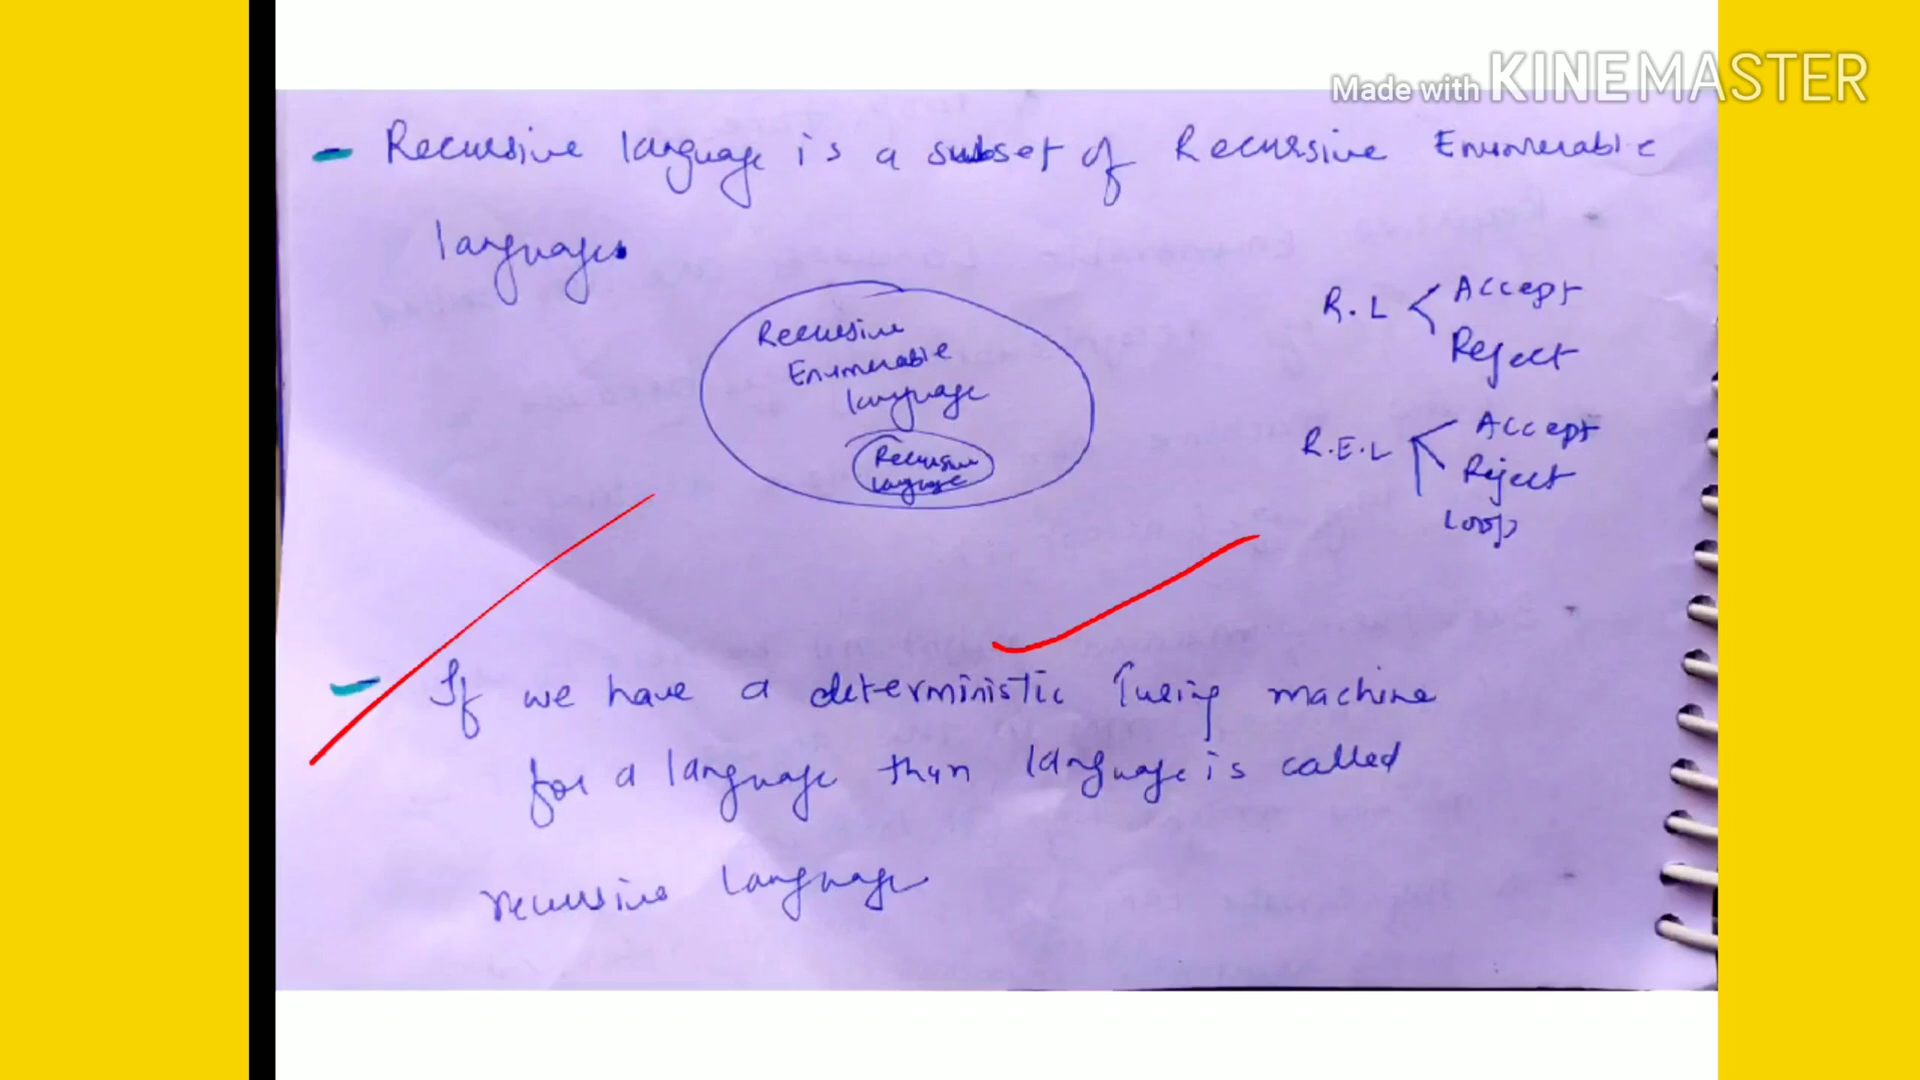 Made with KINEMASTER
- Recursive language is a subset of Recursive Enumerable
language.
Recursive
Enumerable
language
Recursive
language
R.L < Accept
Reject
R.E.L Accept
Reject
Loop
- If we have a deterministic Turing machine
for a language than language is called
recursive language